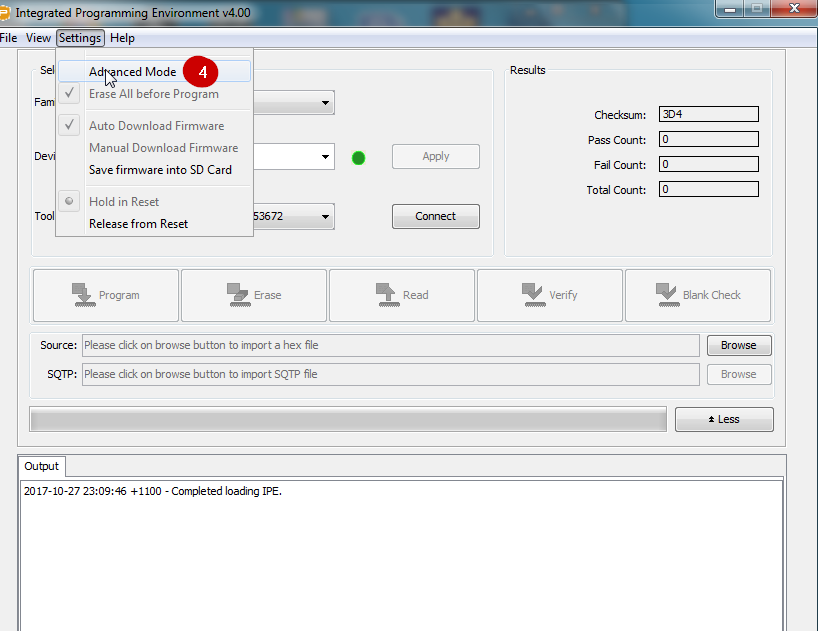 Integrated Programming Environment v4.00
File View Settings Help
Advanced Mode 4
Erase All before Program
Auto Download Firmware
Manual Download Firmware
Save firmware into SD Card
Hold in Reset
Release from Reset
Sel
Fam
Devi
Apply
Tool
53672
Connect
Results
Checksum: 3D4
Pass Count: 0
Fail Count: 0
Total Count: 0
Program Erase Read Verify Blank Check
Source: Please click on browse button to import a hex file Browse
SQTP: Please click on browse button to import SQTP file Browse
Less
Output
2017-10-27 23:09:46 +1100 - Completed loading IPE.